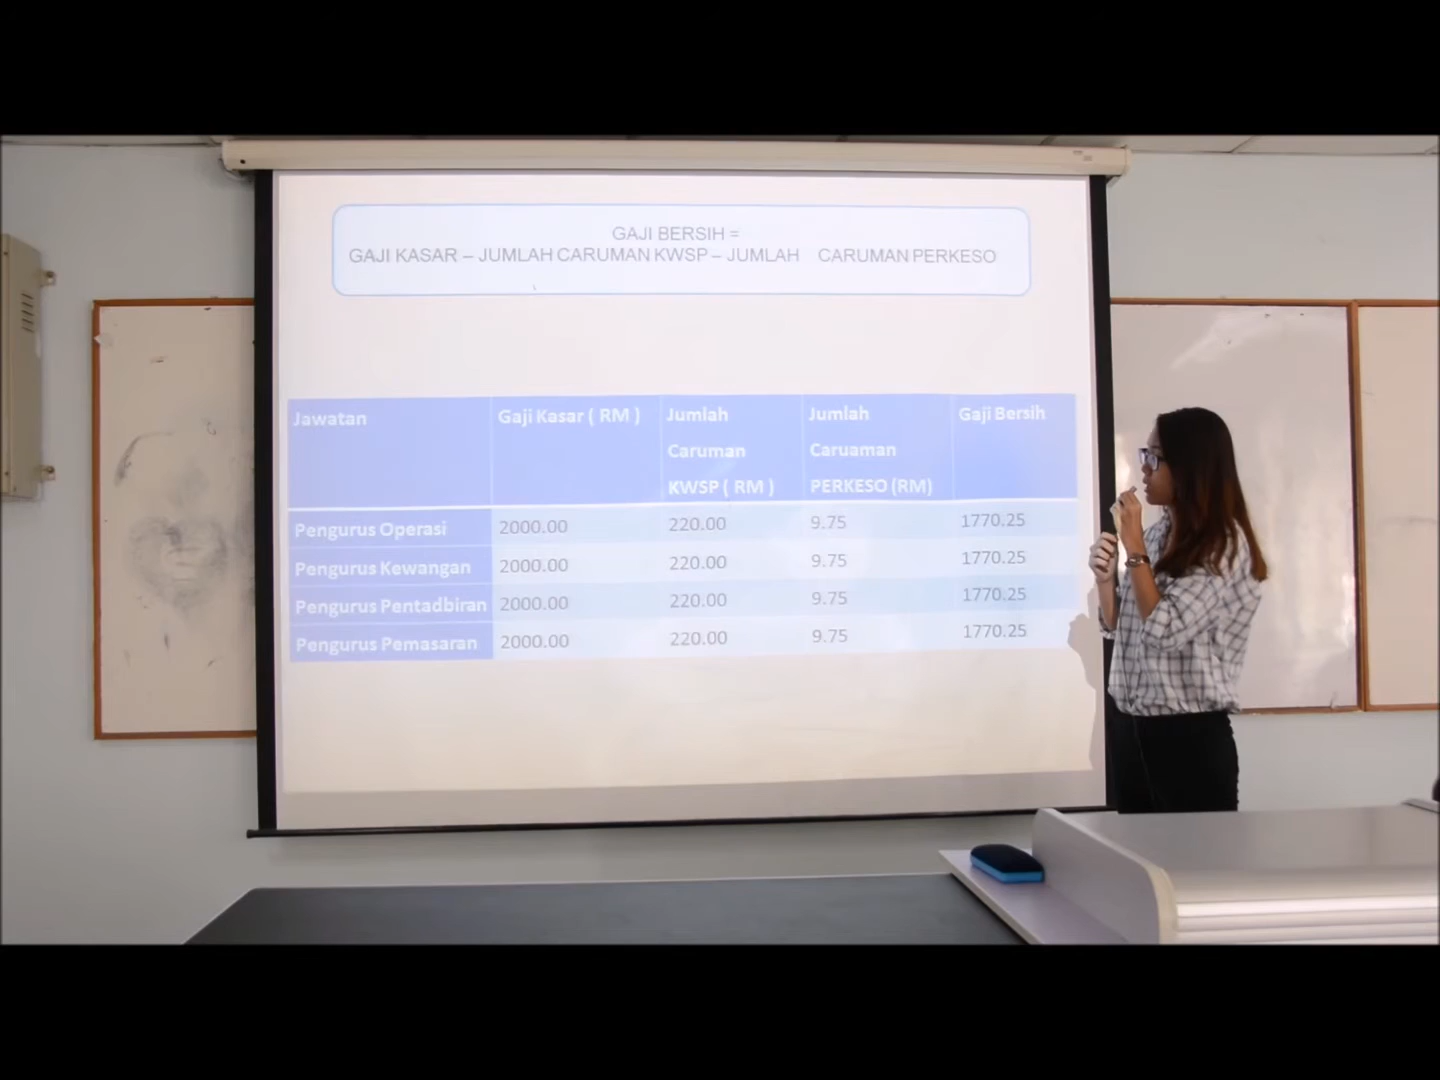 GAJI BERSIH =
GAJI KASAR – JUMLAH CARUMAN KWSP – JUMLAH CARUMAN PERKESO
Jawatan
Gaji Kasar ( RM )
Jumlah
Caruman
KWSP ( RM )
Jumlah
Caruaman
PERKESO (RM)
Gaji Bersih
Pengurus Operasi 2000.00 220.00 9.75 1770.25
Pengurus Kewangan 2000.00 220.00 9.75 1770.25
Pengurus Pentadbiran 2000.00 220.00 9.75 1770.25
Pengurus Pemasaran 2000.00 220.00 9.75 1770.25